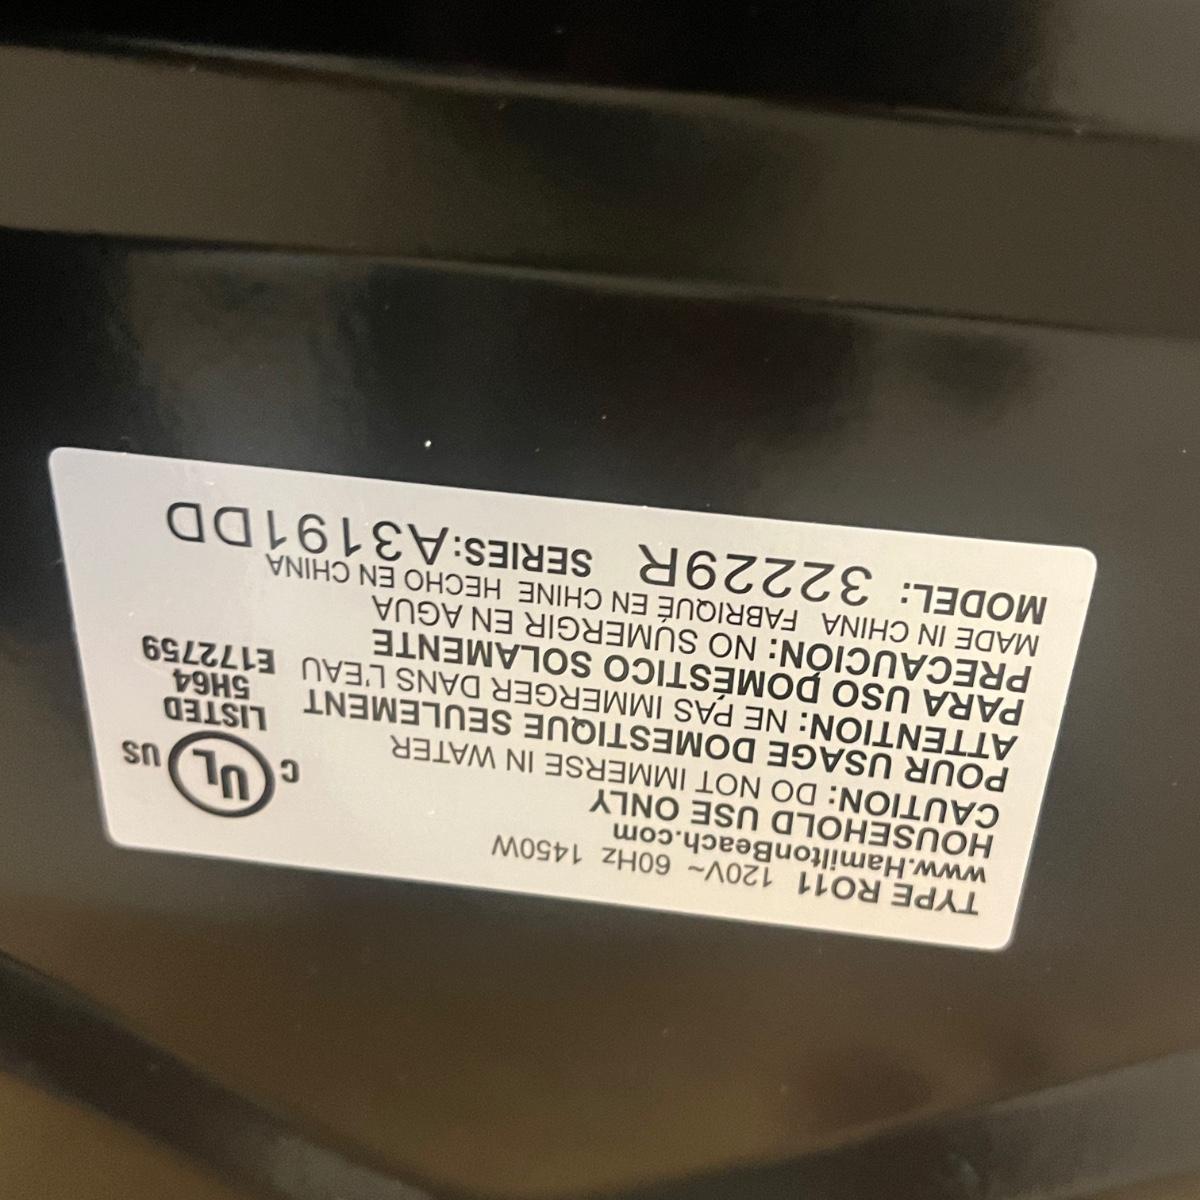 TYPE RO11 120V~ 60Hz 1450W
www.HamiltonBeach.com
HOUSEHOLD USE ONLY
CAUTION: DO NOT IMMERSE IN WATER
POUR USAGE DOMESTIQUE SEULEMENT
ATTENTION: NE PAS IMMERGER DANS L'EAU
PARA USO DOMÉSTICO SOLAMENTE
PRECAUCIÓN: NO SUMERGIR EN AGUA
MADE IN CHINA FABRIQUÉ EN CHINE HECHO EN CHINA
MODEL: 32229R SERIES:A3191DD
C UL US
LISTED
5H64
E172759